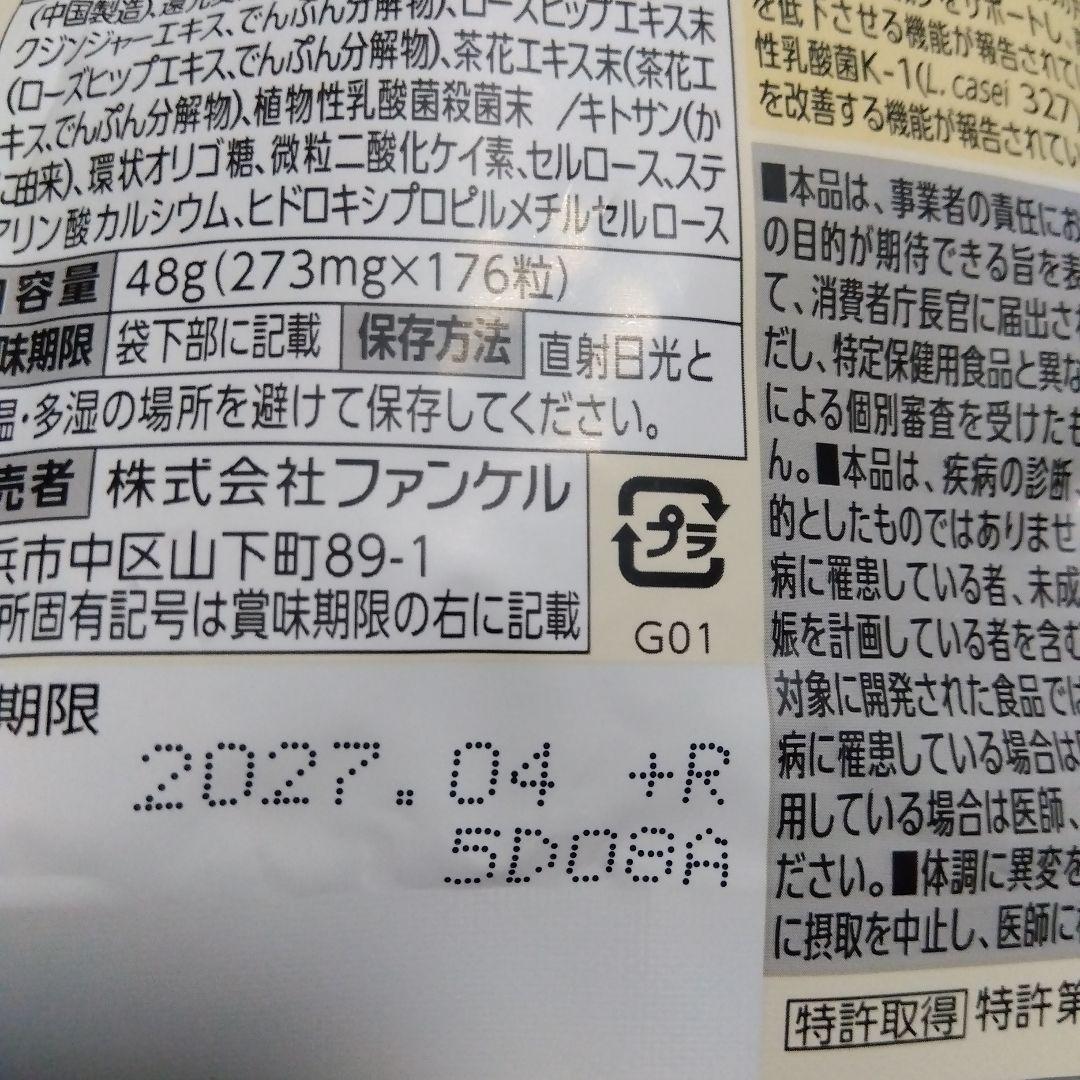 (中国製造)、還元
クジンジャーエキス、でんぷん分解物)、ローズヒップエキス末
(ローズヒップエキス、でんぷん分解物)、茶花エキス末(茶花エ
キス、でんぷん分解物)、植物性乳酸菌殺菌末 /キトサン(か
に由来)、環状オリゴ糖、微粒二酸化ケイ素、セルロース、ステ
アリン酸カルシウム、ヒドロキシプロピルメチルセルロース
容量 48g(273mg×176粒)
味期限 袋下部に記載 保存方法 直射日光と
温・多湿の場所を避けて保存してください。
売者 株式会社ファンケル
浜市中区山下町89-1
所固有記号は賞味期限の右に記載
プラ
G01
期限
2027.04 +R
5D08A
をサポートし、
を低下させる機能が報告されて
性乳酸菌K-1(L. casei 327)
を改善する機能が報告されてい
■本品は、事業者の責任にお
の目的が期待できる旨を表
て、消費者庁長官に届出され
だし、特定保健用食品と異な
による個別審査を受けたも
ん。■本品は、疾病の診断、
的としたものではありませ
病に罹患している者、未成
娠を計画している者を含む
対象に開発された食品では
病に罹患している場合は医
用している場合は医師、
ださい。■体調に異変を
に摂取を中止し、医師に
特許取得 特許第